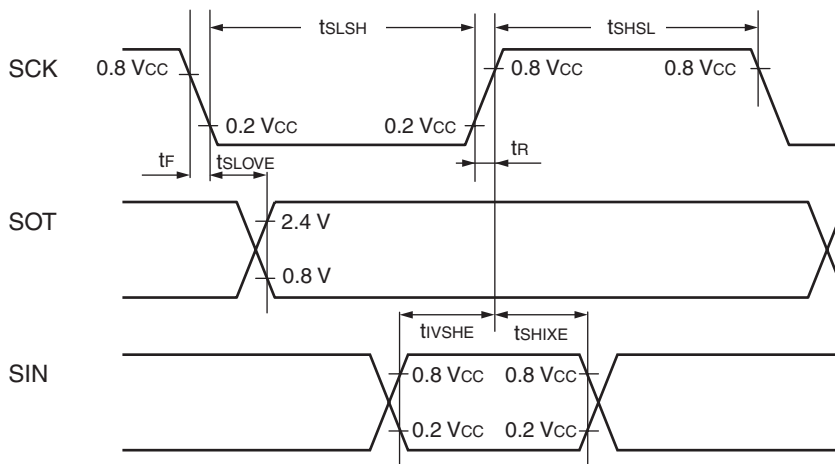 tSLSH tSHSL
SCK 0.8 VCC 0.8 VCC 0.8 VCC
0.2 VCC 0.2 VCC
tF tSLOVE tR
SOT 2.4 V
0.8 V
tIVSHE tSHIXE
SIN 0.8 VCC 0.8 VCC
0.2 VCC 0.2 VCC